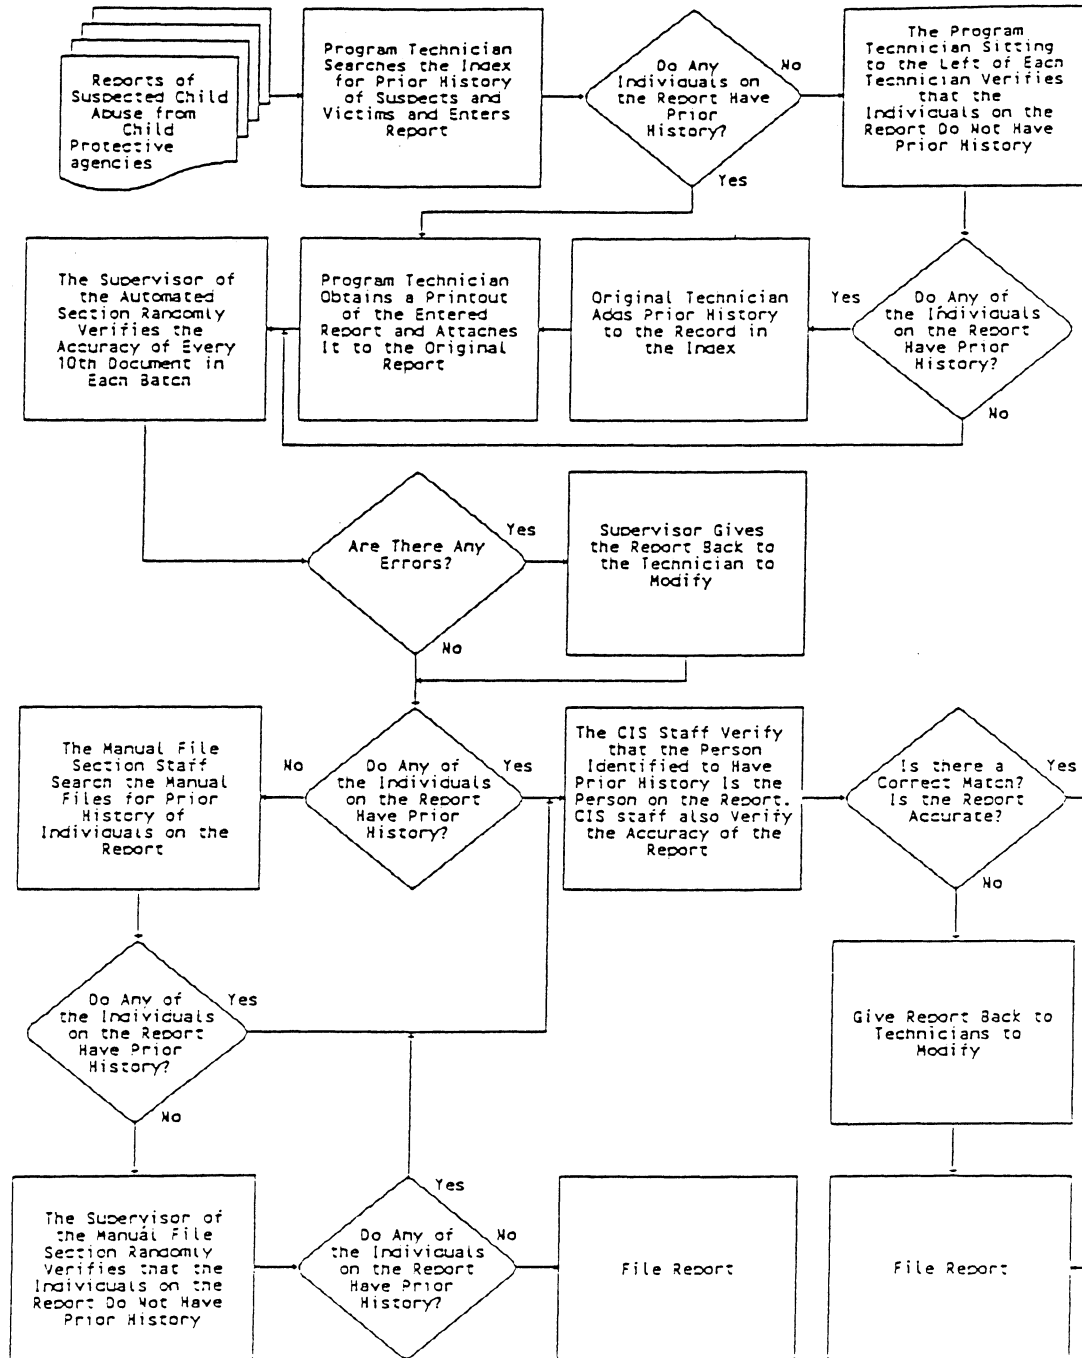 Reports of
Suspected Child
Abuse from
Child
Protective
agencies
Program Technician
Searches the Index
for Prior History
of Suspects and
Victims and Enters
Report
Do Any
Individuals on
the Report Have
Prior
History?
No
Yes
The Program
Technician Sitting
to the Left of Each
Technician Verifies
that the
Individuals on the
Report Do Not Have
Prior History
The Supervisor of
the Automated
Section Randomly
Verifies the
Accuracy of Every
10th Document in
Each Batch
Program Technician
Obtains a Printout
of the Entered
Report and Attaches
It to the Original
Report
Original Technician
Adds Prior History
to the Record in
the Index
Yes
Do Any of
the Individuals
on the Report
Have Prior
History?
No
Are There Any
Errors?
Yes
No
Supervisor Gives
the Report Back to
the Technician to
Modify
The Manual File
Section Staff
Search the Manual
Files for Prior
History of
Individuals on the
Report
No
Do Any of
the Individuals
on the Report
Have Prior
History?
Yes
The CIS Staff Verify
that the Person
Identified to Have
Prior History Is the
Person on the Report.
CIS staff also Verify
the Accuracy of the
Report
Is there a
Correct Match?
Is the Report
Accurate?
Yes
No
Do Any of
the Individuals
on the Report
Have Prior
History?
Yes
No
Give Report Back to
Technicians to
Modify
The Supervisor of
the Manual File
Section Randomly
Verifies that the
Individuals on the
Report Do Not Have
Prior History
Do Any of
the Individuals
on the Report
Have Prior
History?
Yes
No
File Report
File Report